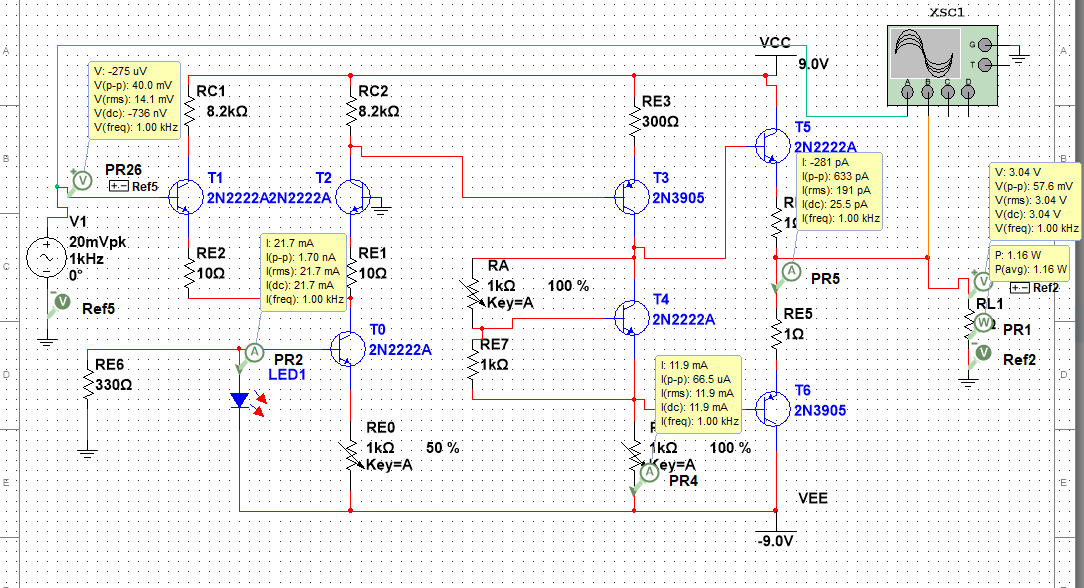 XSC1
G
T
A
B
C
D
VCC
9.0V
A
A
V: -275 uV
V(p-p): 40.0 mV
V(rms): 14.1 mV
V(dc): -736 nV
V(freq): 1.00 kHz
RC1
8.2kΩ
RC2
8.2kΩ
RE3
300Ω
T5
2N2222A
B
B
PR26
V
+ -
Ref5
T1
2N2222A
T2
2N2222A
T3
2N3905
I: -281 pA
I(p-p): 633 pA
I(rms): 191 pA
I(dc): 25.5 pA
I(freq): 1.00 kHz
V: 3.04 V
V(p-p): 57.6 mV
V(rms): 3.04 V
V(dc): 3.04 V
V(freq): 1.00 kHz
V1
20mVpk
1kHz
0°
V
Ref5
RE2
10Ω
I: 21.7 mA
I(p-p): 1.70 nA
I(rms): 21.7 mA
I(dc): 21.7 mA
I(freq): 1.00 kHz
RE1
10Ω
RA
1kΩ
Key=A
100 %
A
PR5
P: 1.16 W
P(avg): 1.16 W
V
+ -
Ref2
C
C
RL1
W
PR1
V
Ref2
T0
2N2222A
T4
2N2222A
RE5
1Ω
RE7
1kΩ
RE6
330Ω
A
PR2
LED1
D
D
I: 11.9 mA
I(p-p): 66.5 uA
I(rms): 11.9 mA
I(dc): 11.9 mA
I(freq): 1.00 kHz
T6
2N3905
RE0
1kΩ
Key=A
50 %
1kΩ
Key=A
100 %
A
PR4
E
E
VEE
-9.0V